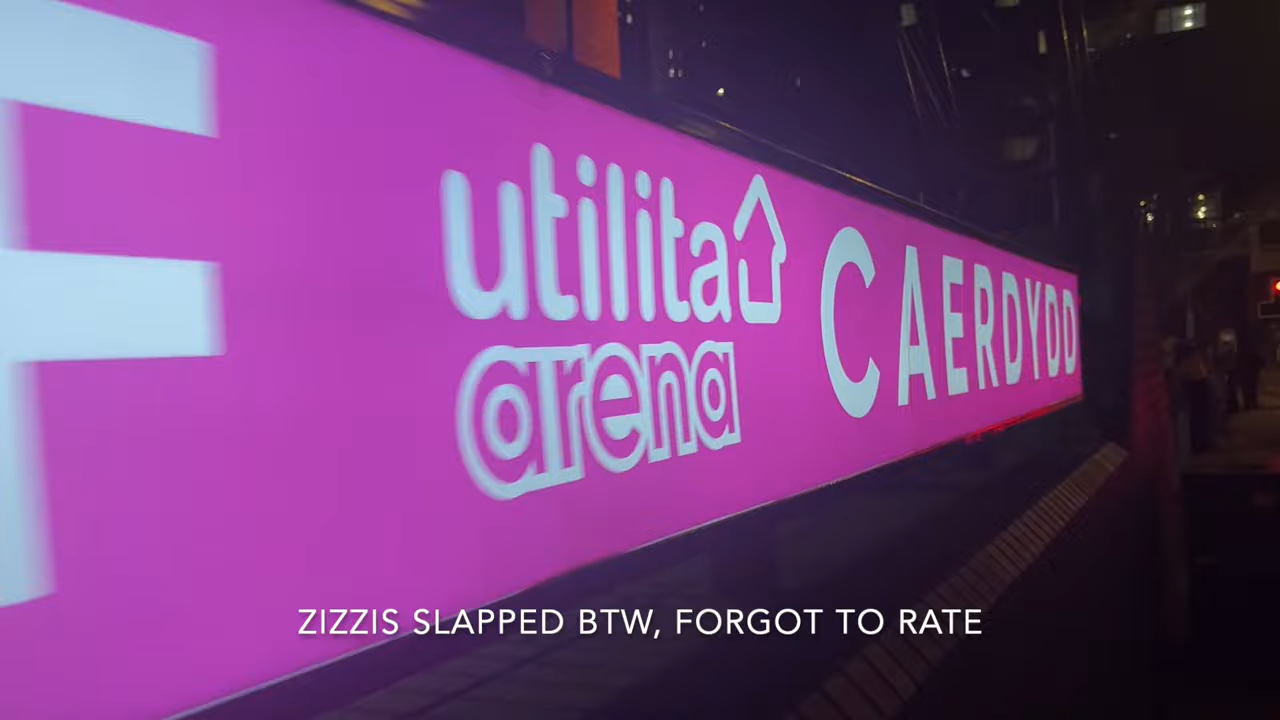 F
utilita
arena
CAERDYDD
ZIZZIS SLAPPED BTW, FORGOT TO RATE